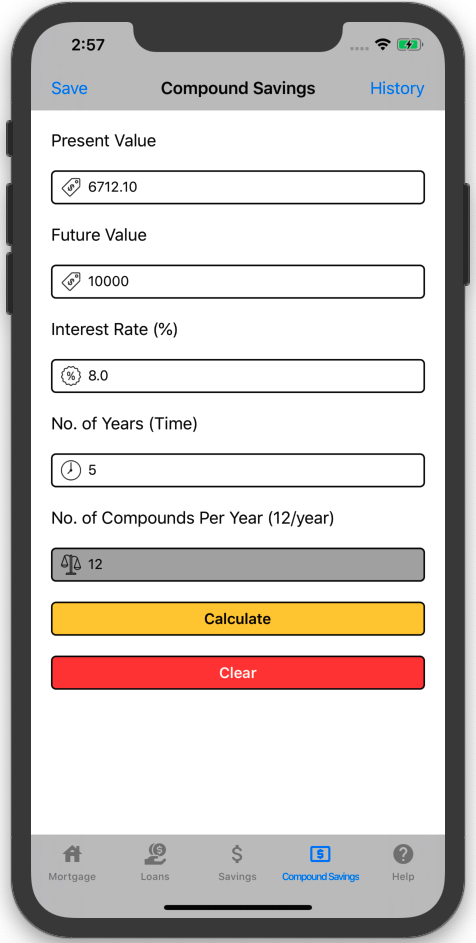 2:57
Save Compound Savings History
Present Value
6712.10
Future Value
10000
Interest Rate (%)
8.0
No. of Years (Time)
5
No. of Compounds Per Year (12/year)
12
Calculate
Clear
Mortgage Loans Savings Compound Savings Help